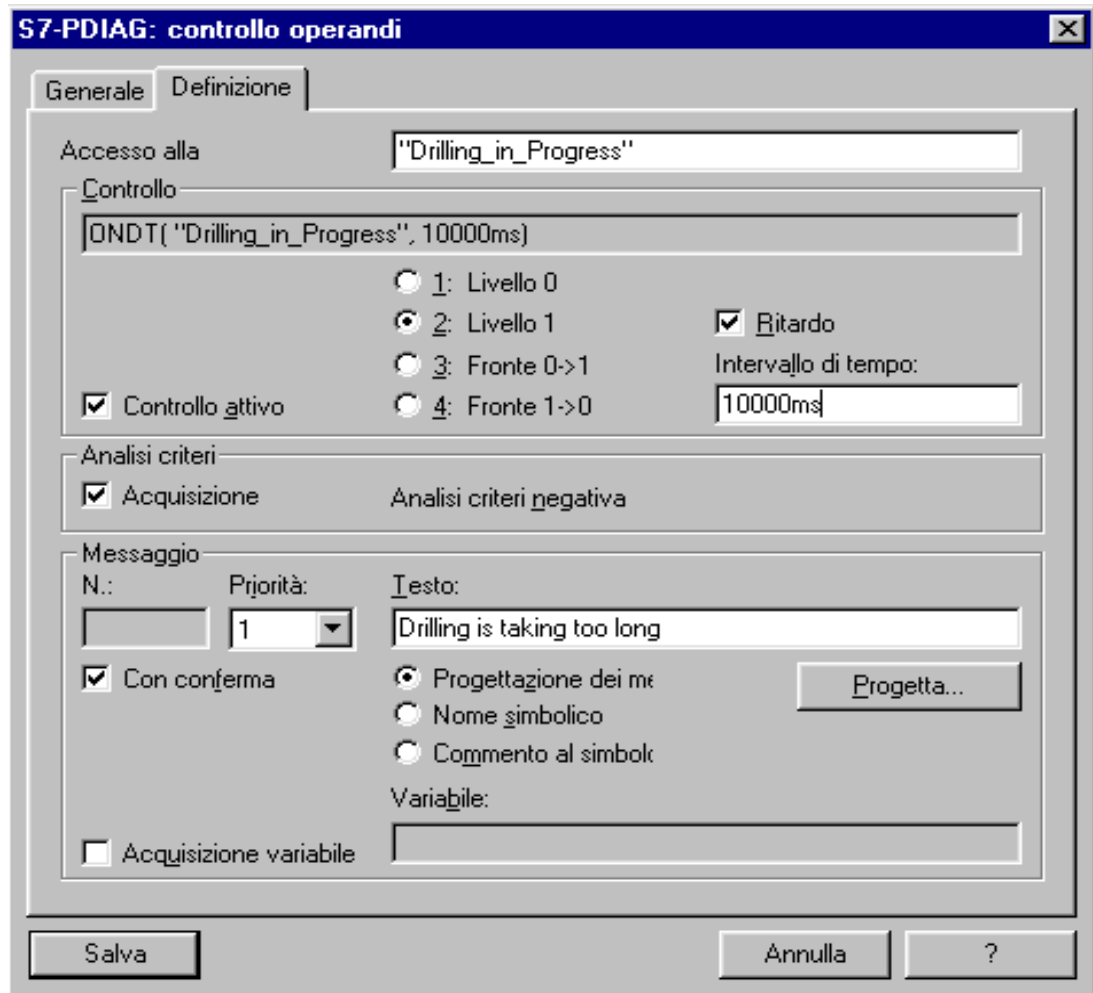 S7-PDIAG: controllo operandi
Generale Definizione
Accesso alla "Drilling_in_Progress"
Controllo
ONDT( "Drilling_in_Progress", 10000ms)
1: Livello 0
2: Livello 1 Ritardo
3: Fronte 0->1 Intervallo di tempo:
Controllo attivo 4: Fronte 1->0 10000ms
Analisi criteri
Acquisizione Analisi criteri negativa
Messaggio
N.: Priorità: Testo:
1 Drilling is taking too long
Con conferma Progettazione dei me Progetta...
Nome simbolico
Commento al simbolo
Variabile:
Acquisizione variabile
Salva Annulla ?